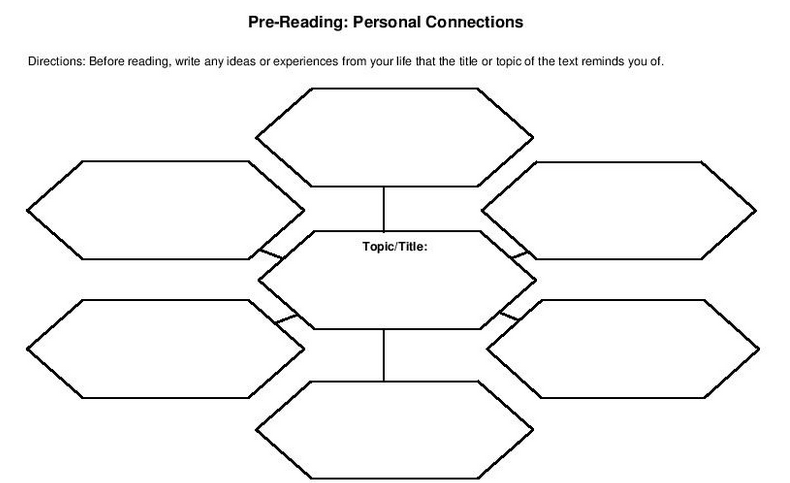 Pre-Reading: Personal Connections
Directions: Before reading, write any ideas or experiences from your life that the title or topic of the text reminds you of.
Topic/Title: